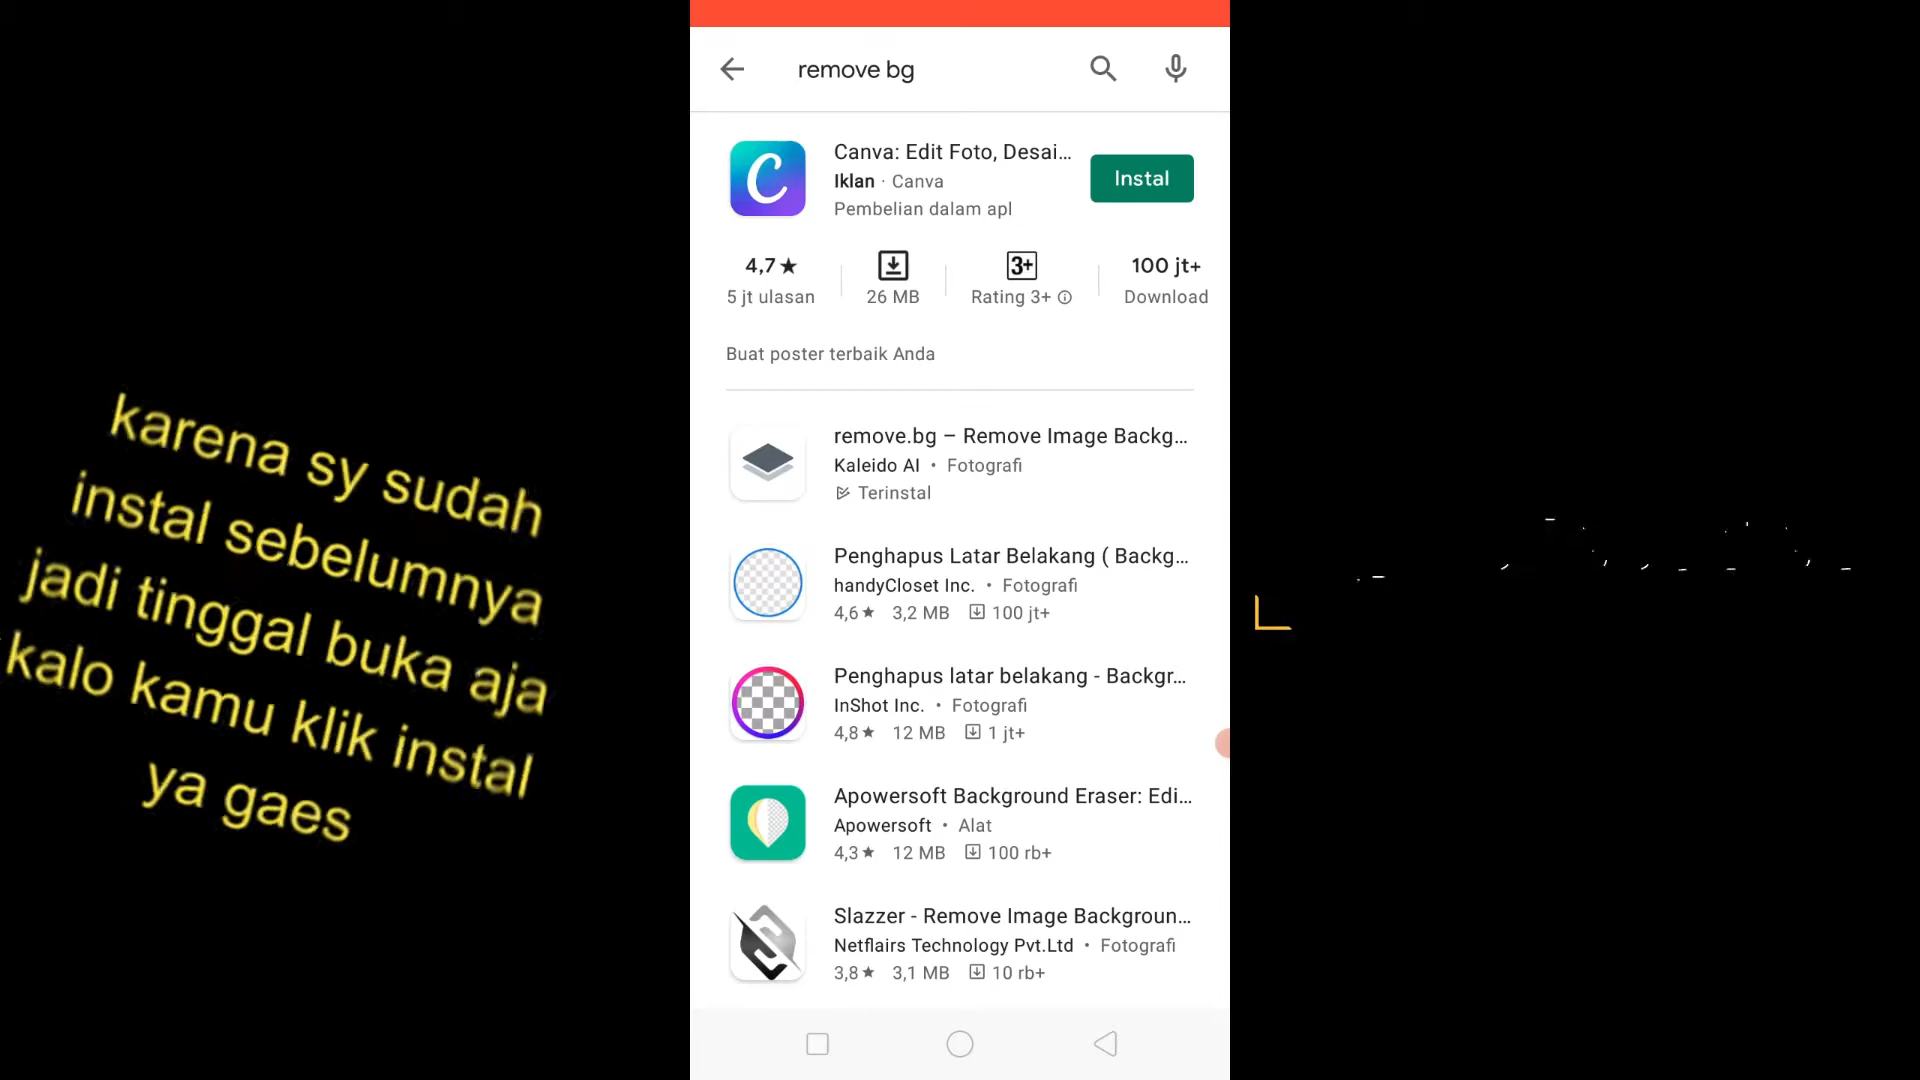 remove bg
Canva: Edit Foto, Desai...
Iklan · Canva
Pembelian dalam apl
Instal
4,7★
5 jt ulasan
26 MB
3+
Rating 3+
100 jt+
Download
Buat poster terbaik Anda
remove.bg – Remove Image Backg...
Kaleido AI • Fotografi
Terinstal
Penghapus Latar Belakang ( Backg...
handyCloset Inc. • Fotografi
4,6★ 3,2 MB 100 jt+
Penghapus latar belakang - Backgr...
InShot Inc. • Fotografi
4,8★ 12 MB 1 jt+
Apowersoft Background Eraser: Edi...
Apowersoft • Alat
4,3★ 12 MB 100 rb+
Slazzer - Remove Image Backgroun...
Netflairs Technology Pvt.Ltd • Fotografi
3,8★ 3,1 MB 10 rb+
karena sy sudah
instal sebelumnya
jadi tinggal buka aja
kalo kamu klik instal
ya gaes